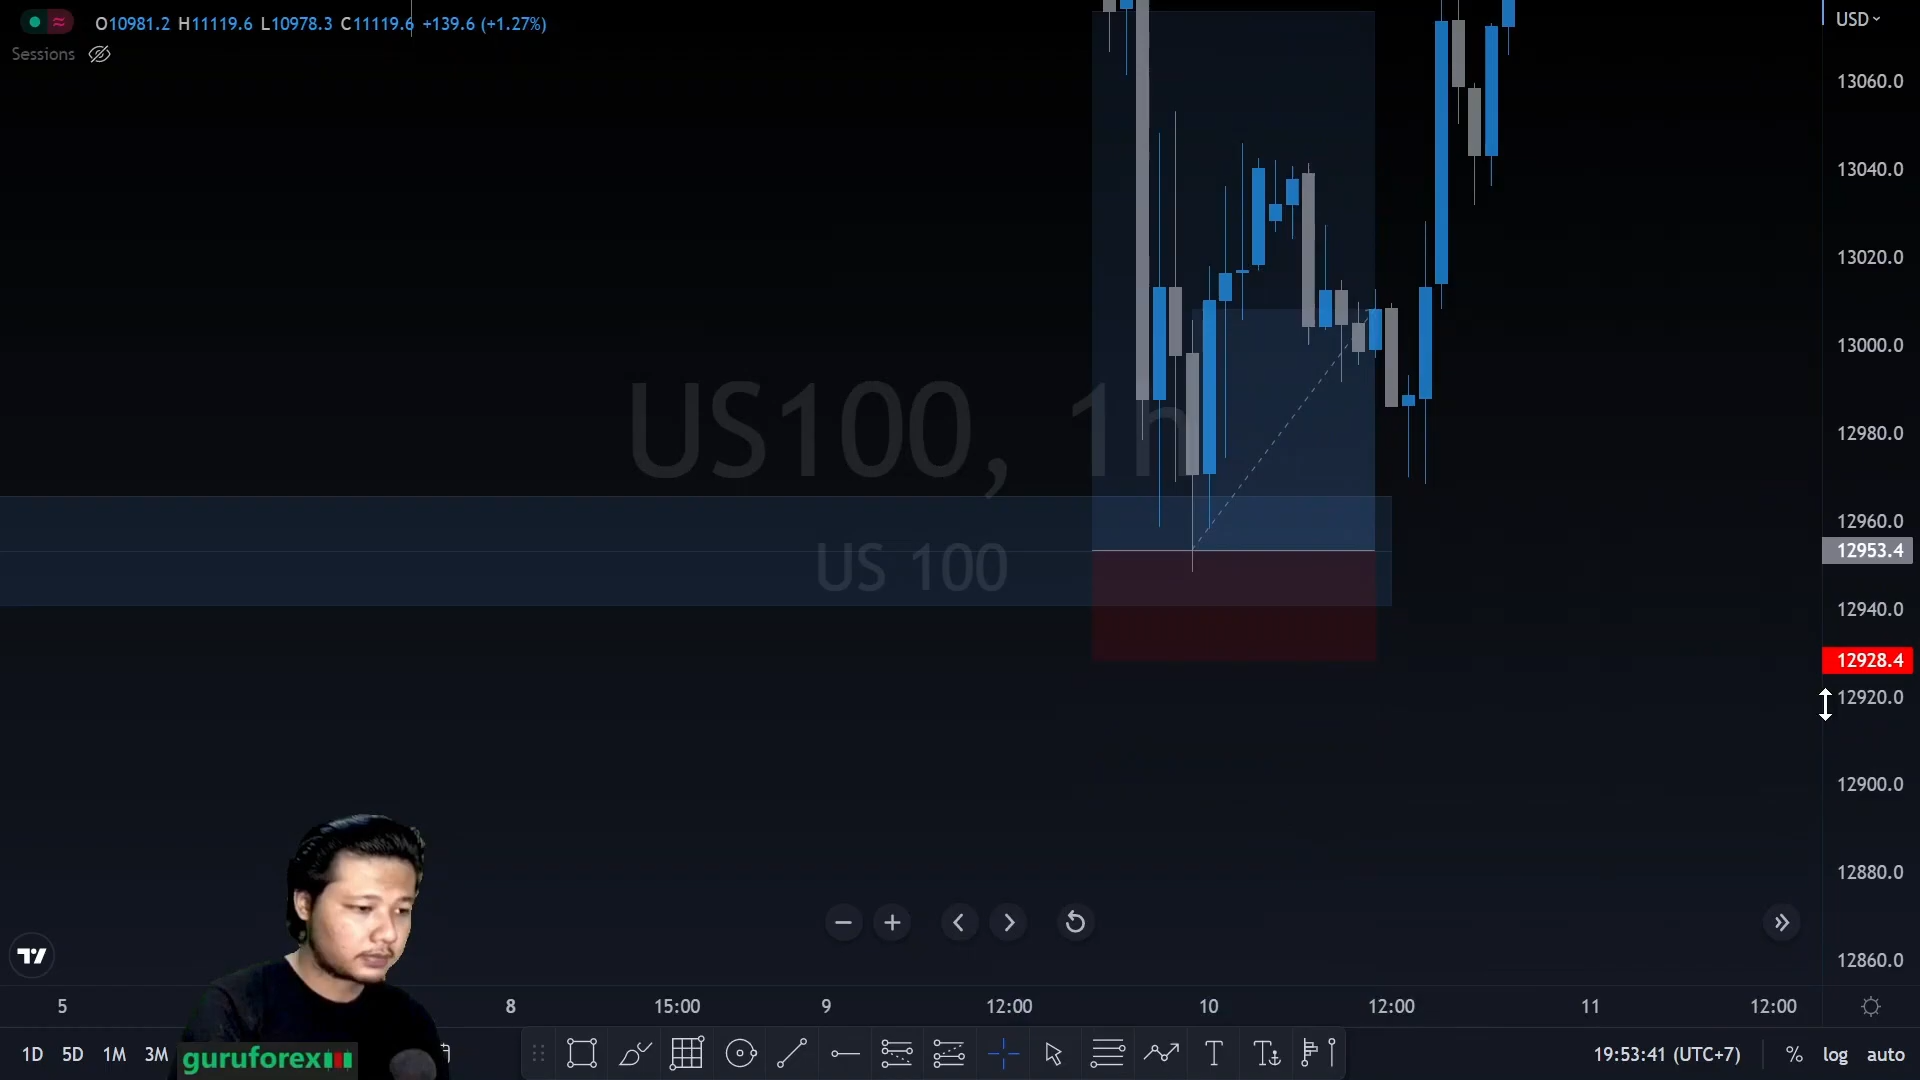 O10981.2 H11119.6 L10978.3 C11119.6 +139.6 (+1.27%)
USD
Sessions
13060.0
13040.0
13020.0
13000.0
12980.0
12960.0
12953.4
12940.0
12928.4
12920.0
12900.0
12880.0
12860.0
US100, 1h
US 100
5
8
15:00
9
12:00
10
12:00
11
12:00
1D 5D 1M 3M
guruforex
19:53:41 (UTC+7)
% log auto